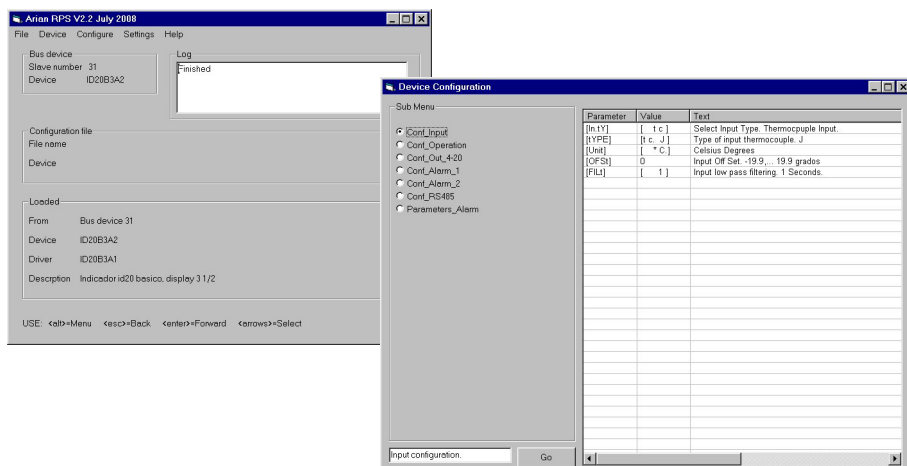 Arian RPS V2.2 July 2008
File Device Configure Settings Help
Bus device
Slave number 31
Device ID20B3A2
Log
Finished
Configuration file
File name
Device
Loaded
From Bus device 31
Device ID20B3A2
Driver ID20B3A1
Descrption Indicador id20 basico, display 3 1/2
USE: <alt>=Menu <esc>=Back <enter>=Forward <arrows>=Select
Device Configuration
Sub Menu
Conf_Input
Conf_Operation
Conf_Out_4-20
Conf_Alarm_1
Conf_Alarm_2
Conf_RS485
Parameters_Alarm
Parameter Value Text
[In.tY] [ t c ] Select Input Type. Thermocpuple Input.
[tYPE] [t c. J ] Type of input thermocouple. J
[Unit] [ ° C.] Celsius Degrees
[OFSt] 0 Input Off Set. -19.9,... 19.9 grados
[FILt] [ 1 ] Input low pass filtering. 1 Seconds.
Input configuration.
Go